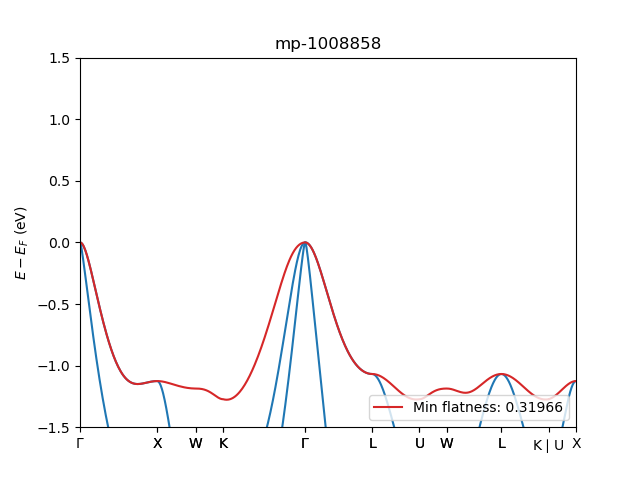 mp-1008858
1.5
1.0
0.5
0.0
−0.5
−1.0
−1.5
E − E_F (eV)
Γ X W K Γ L U W L K | U X
Min flatness: 0.31966